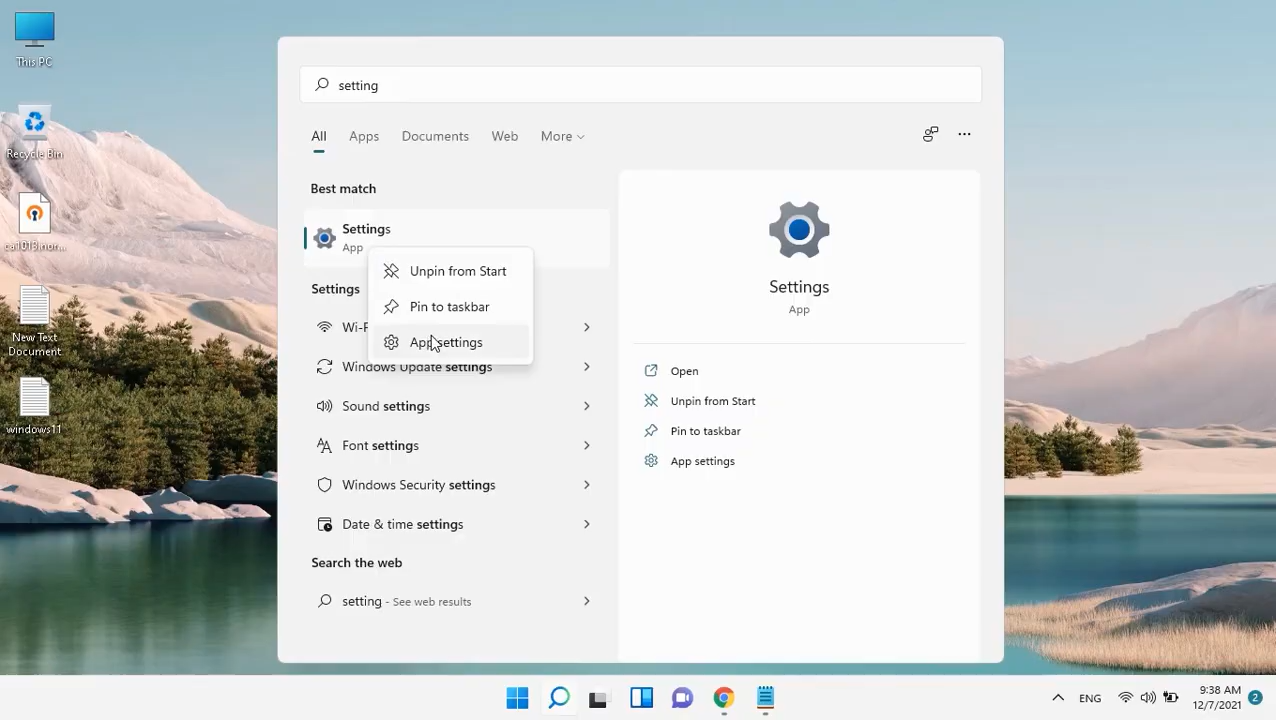 This PC
Recycle Bin
New Text
Document
windows11
setting
All
Apps
Documents
Web
More
Best match
Settings
App
Unpin from Start
Pin to taskbar
App settings
Settings
Windows Update settings
Sound settings
Font settings
Windows Security settings
Date & time settings
Search the web
setting - See web results
Settings
App
Open
Unpin from Start
Pin to taskbar
App settings
ENG
9:38 AM
12/7/2021
2